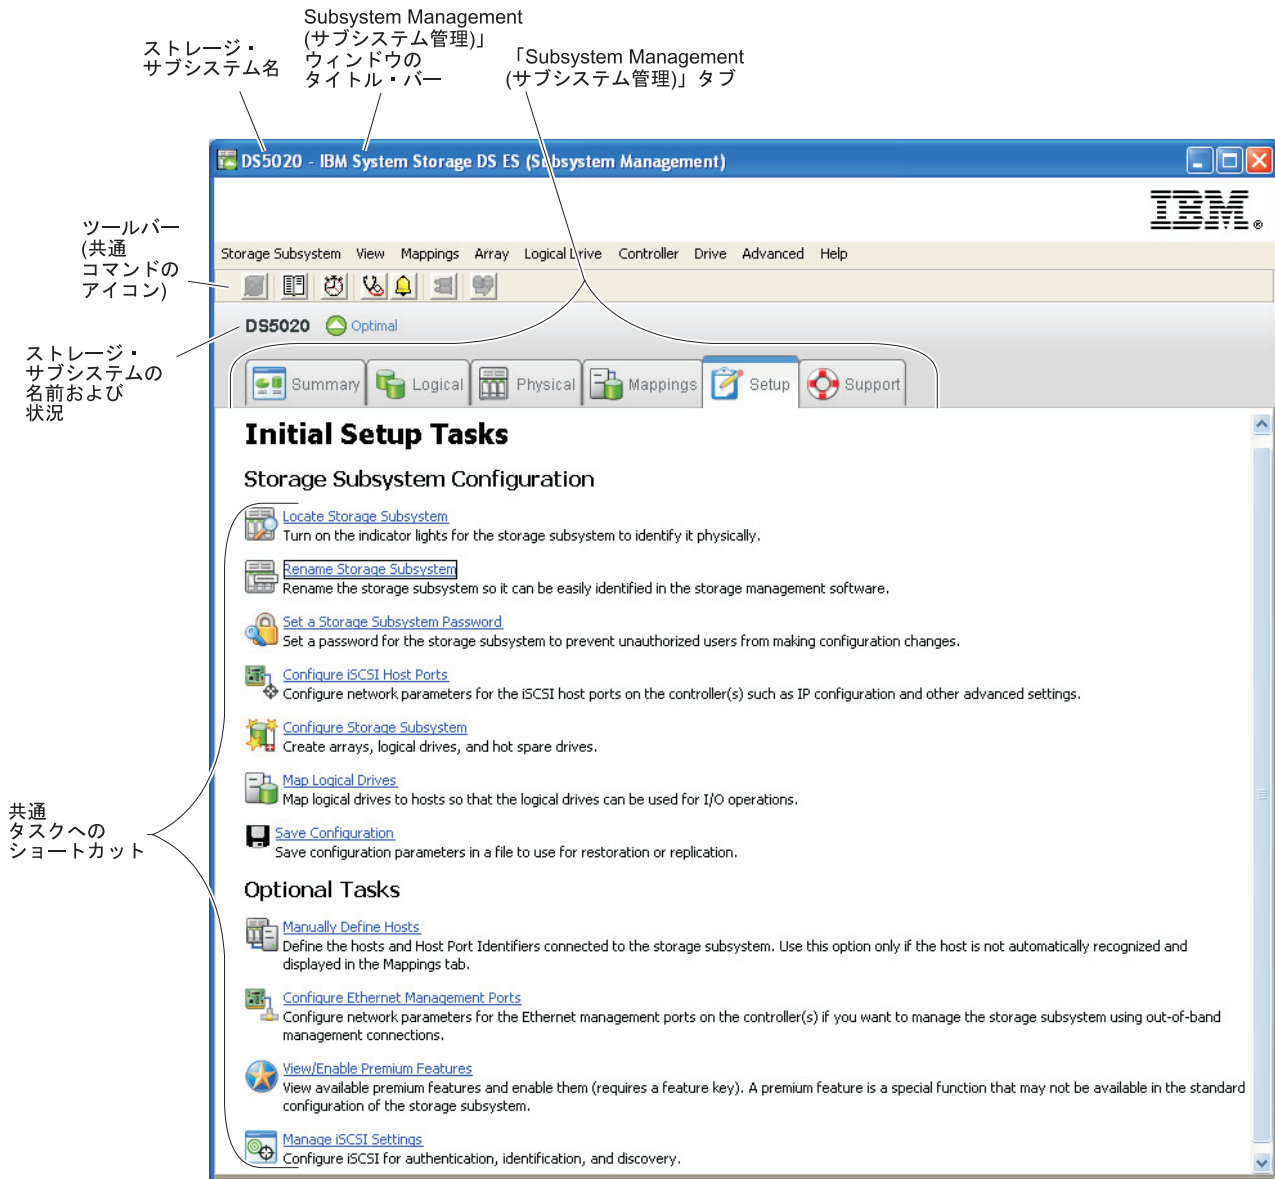 ストレージ・
サブシステム名
Subsystem Management
(サブシステム管理)」
ウィンドウの
タイトル・バー
「Subsystem Management
(サブシステム管理)」タブ
DS5020 - IBM System Storage DS ES (Subsystem Management)
IBM®
ツールバー
(共通
コマンドの
アイコン)
Storage Subsystem View Mappings Array Logical Drive Controller Drive Advanced Help
DS5020 Optimal
ストレージ・
サブシステムの
名前および
状況
Summary Logical Physical Mappings Setup Support
Initial Setup Tasks
Storage Subsystem Configuration
Locate Storage Subsystem
Turn on the indicator lights for the storage subsystem to identify it physically.
Rename Storage Subsystem
Rename the storage subsystem so it can be easily identified in the storage management software.
Set a Storage Subsystem Password
Set a password for the storage subsystem to prevent unauthorized users from making configuration changes.
Configure iSCSI Host Ports
Configure network parameters for the iSCSI host ports on the controller(s) such as IP configuration and other advanced settings.
Configure Storage Subsystem
Create arrays, logical drives, and hot spare drives.
Map Logical Drives
Map logical drives to hosts so that the logical drives can be used for I/O operations.
共通
タスクへの
ショートカット
Save Configuration
Save configuration parameters in a file to use for restoration or replication.
Optional Tasks
Manually Define Hosts
Define the hosts and Host Port Identifiers connected to the storage subsystem. Use this option only if the host is not automatically recognized and
displayed in the Mappings tab.
Configure Ethernet Management Ports
Configure network parameters for the Ethernet management ports on the controller(s) if you want to manage the storage subsystem using out-of-band
management connections.
View/Enable Premium Features
View available premium features and enable them (requires a feature key). A premium feature is a special function that may not be available in the standard
configuration of the storage subsystem.
Manage iSCSI Settings
Configure iSCSI for authentication, identification, and discovery.